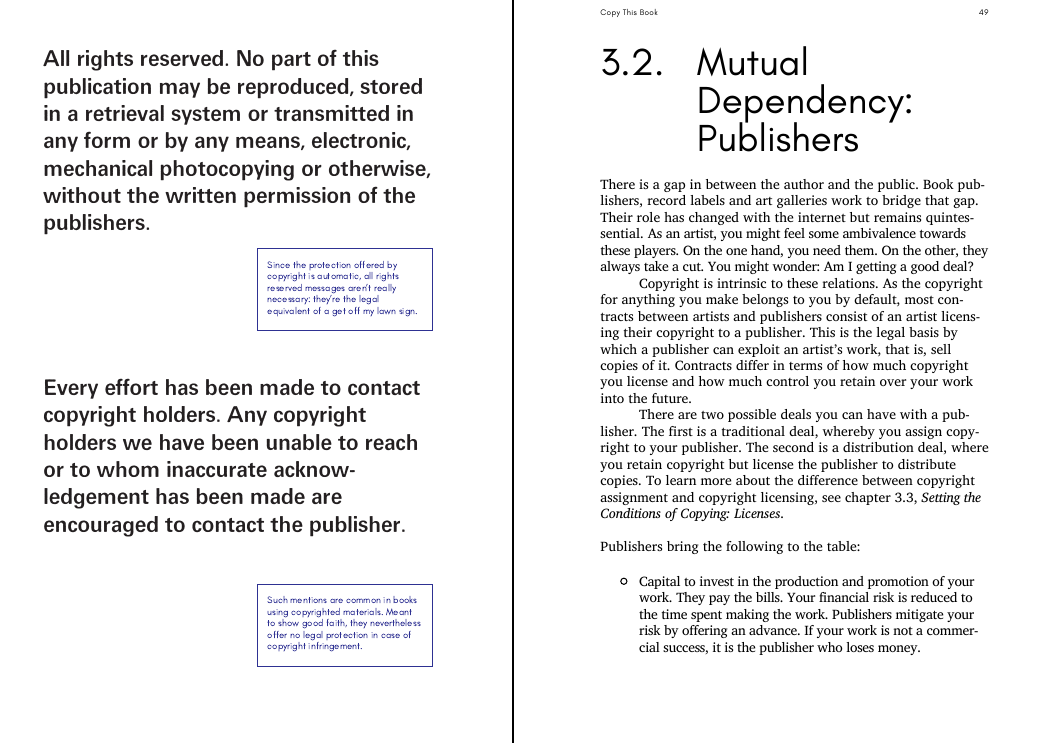 All rights reserved. No part of this
publication may be reproduced, stored
in a retrieval system or transmitted in
any form or by any means, electronic,
mechanical photocopying or otherwise,
without the written permission of the
publishers.
Since the protection offered by
copyright is automatic, all rights
reserved messages aren't really
necessary: they're the legal
equivalent of a get off my lawn sign.
Every effort has been made to contact
copyright holders. Any copyright
holders we have been unable to reach
or to whom inaccurate acknow-
ledgement has been made are
encouraged to contact the publisher.
Such mentions are common in books
using copyrighted materials. Meant
to show good faith, they nevertheless
offer no legal protection in case of
copyright infringement.
Copy This Book 49
3.2. Mutual
Dependency:
Publishers
There is a gap in between the author and the public. Book pub-
lishers, record labels and art galleries work to bridge that gap.
Their role has changed with the internet but remains quintes-
sential. As an artist, you might feel some ambivalence towards
these players. On the one hand, you need them. On the other, they
always take a cut. You might wonder: Am I getting a good deal?
Copyright is intrinsic to these relations. As the copyright
for anything you make belongs to you by default, most con-
tracts between artists and publishers consist of an artist licens-
ing their copyright to a publisher. This is the legal basis by
which a publisher can exploit an artist's work, that is, sell
copies of it. Contracts differ in terms of how much copyright
you license and how much control you retain over your work
into the future.
There are two possible deals you can have with a pub-
lisher. The first is a traditional deal, whereby you assign copy-
right to your publisher. The second is a distribution deal, where
you retain copyright but license the publisher to distribute
copies. To learn more about the difference between copyright
assignment and copyright licensing, see chapter 3.3, Setting the
Conditions of Copying: Licenses.
Publishers bring the following to the table:
Capital to invest in the production and promotion of your
work. They pay the bills. Your financial risk is reduced to
the time spent making the work. Publishers mitigate your
risk by offering an advance. If your work is not a commer-
cial success, it is the publisher who loses money.